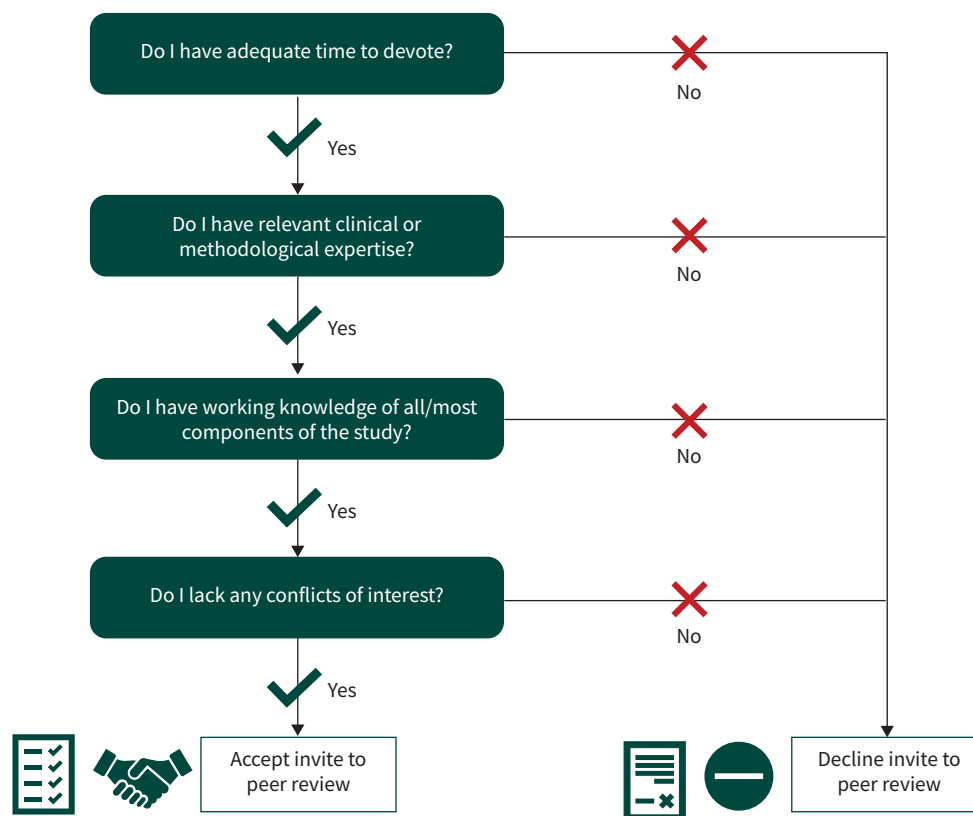 Do I have adequate time to devote?
No
Yes
Do I have relevant clinical or
methodological expertise?
No
Yes
Do I have working knowledge of all/most
components of the study?
No
Yes
Do I lack any conflicts of interest?
No
Yes
Accept invite to
peer review
Decline invite to
peer review